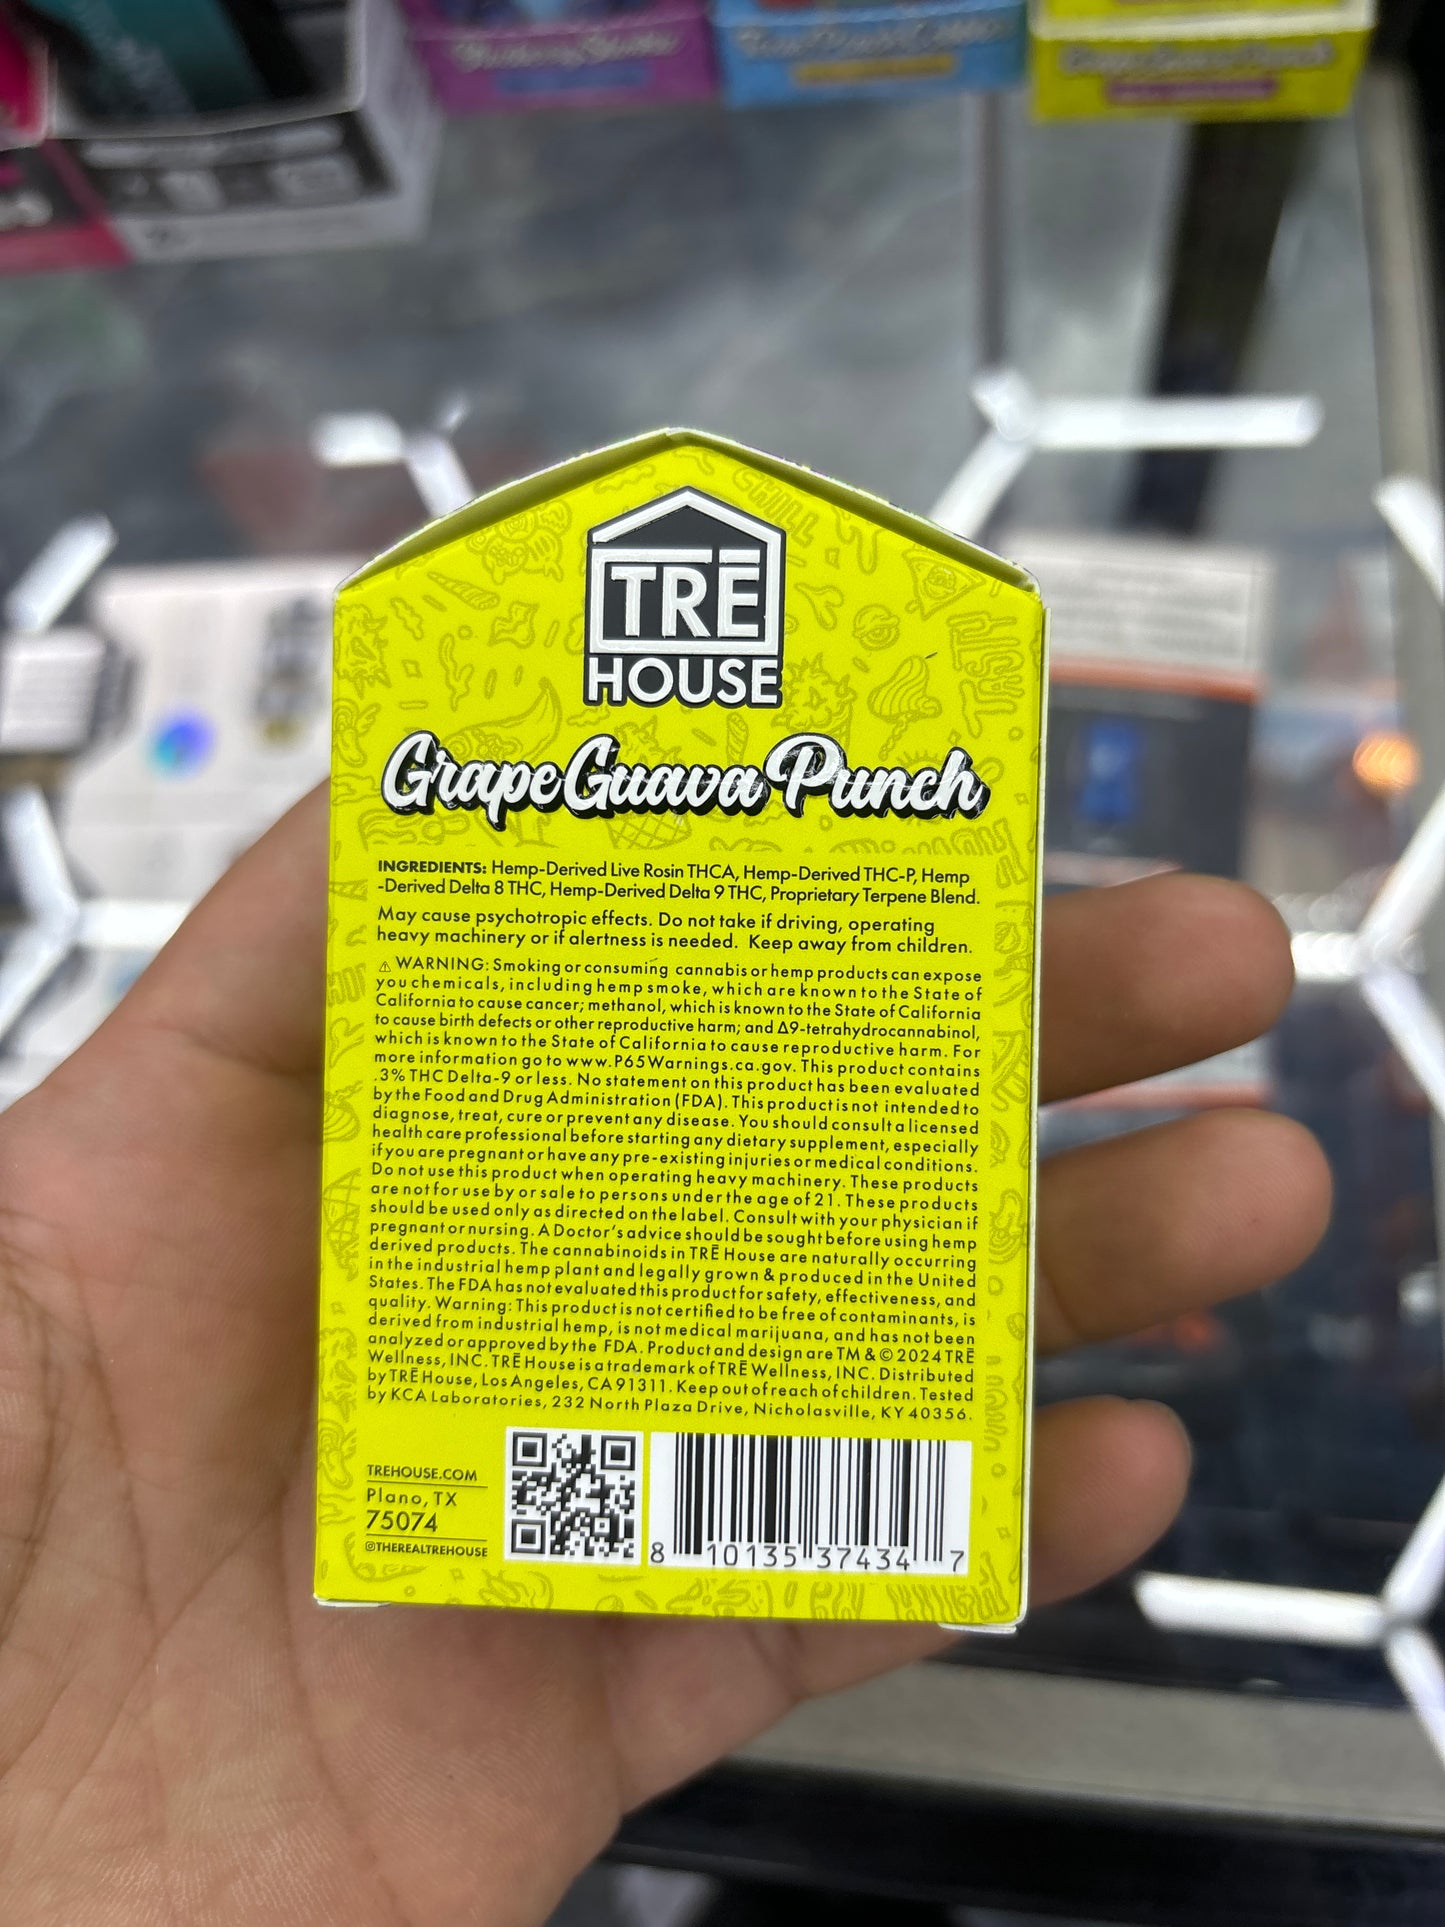 TRĒ
HOUSE
Grape Guava Punch
INGREDIENTS: Hemp-Derived Live Rosin THCA, Hemp-Derived THC-P, Hemp
-Derived Delta 8 THC, Hemp-Derived Delta 9 THC, Proprietary Terpene Blend.
May cause psychotropic effects. Do not take if driving, operating
heavy machinery or if alertness is needed. Keep away from children.
⚠ WARNING: Smoking or consuming cannabis or hemp products can expose
you chemicals, including hemp smoke, which are known to the State of
California to cause cancer; methanol, which is known to the State of California
to cause birth defects or other reproductive harm; and Δ9-tetrahydrocannabinol,
which is known to the State of California to cause reproductive harm. For
more information go to www.P65Warnings.ca.gov. This product contains
.3% THC Delta-9 or less. No statement on this product has been evaluated
by the Food and Drug Administration (FDA). This product is not intended to
diagnose, treat, cure or prevent any disease. You should consult a licensed
health care professional before starting any dietary supplement, especially
if you are pregnant or have any pre-existing injuries or medical conditions.
Do not use this product when operating heavy machinery. These products
are not for use by or sale to persons under the age of 21. These products
should be used only as directed on the label. Consult with your physician if
pregnant or nursing. A Doctor's advice should be sought before using hemp
derived products. The cannabinoids in TRĒ House are naturally occurring
in the industrial hemp plant and legally grown & produced in the United
States. The FDA has not evaluated this product for safety, effectiveness, and
quality. Warning: This product is not certified to be free of contaminants, is
derived from industrial hemp, is not medical marijuana, and has not been
analyzed or approved by the FDA. Product and design are TM & © 2024 TRĒ
Wellness, INC. TRĒ House is a trademark of TRĒ Wellness, INC. Distributed
by TRĒ House, Los Angeles, CA 91311. Keep out of reach of children. Tested
by KCA Laboratories, 232 North Plaza Drive, Nicholasville, KY 40356.
TREHOUSE.COM
Plano, TX
75074
@THEREALTREHOUSE
8 10135 37434 7